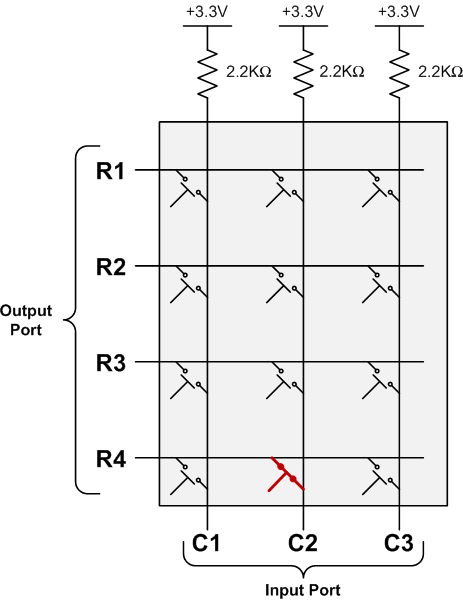 +3.3V +3.3V +3.3V
2.2KΩ 2.2KΩ 2.2KΩ
R1
R2
Output
Port
R3
R4
C1 C2 C3
Input Port